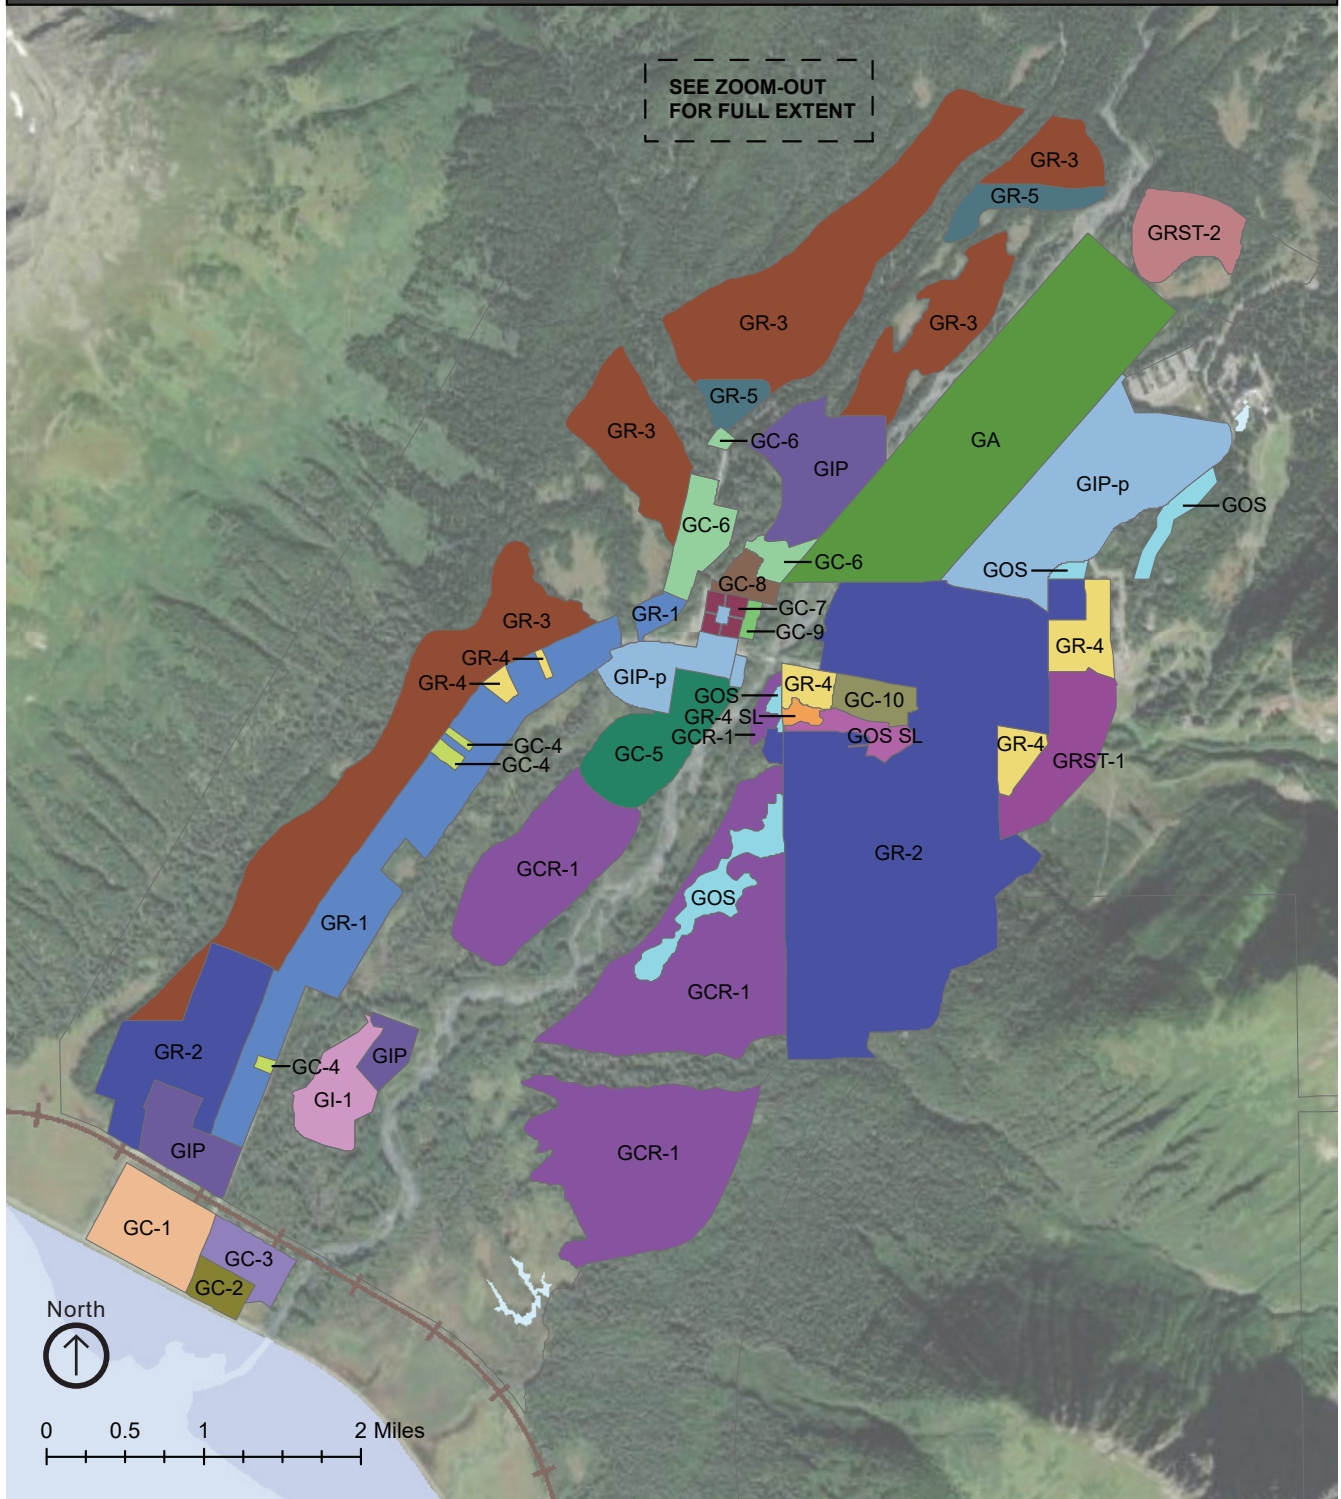 SEE ZOOM-OUT
FOR FULL EXTENT
GR-3
GR-5
GRST-2
GR-3
GR-3
GR-5
GR-3
GC-6
GA
GIP
GIP-p
GOS
GC-6
GC-6
GOS
GC-8
GC-7
GR-1
GR-3
GC-9
GR-4
GR-4
GIP-p
GR-4
GR-4
GOS
GC-10
GR-4 SL
GCR-1
GOS SL
GC-4
GC-4
GC-5
GR-4
GRST-1
GR-2
GCR-1
GOS
GR-1
GCR-1
GR-2
GIP
GC-4
GI-1
GIP
GCR-1
GC-1
GC-3
GC-2
North
0 0.5 1 2 Miles